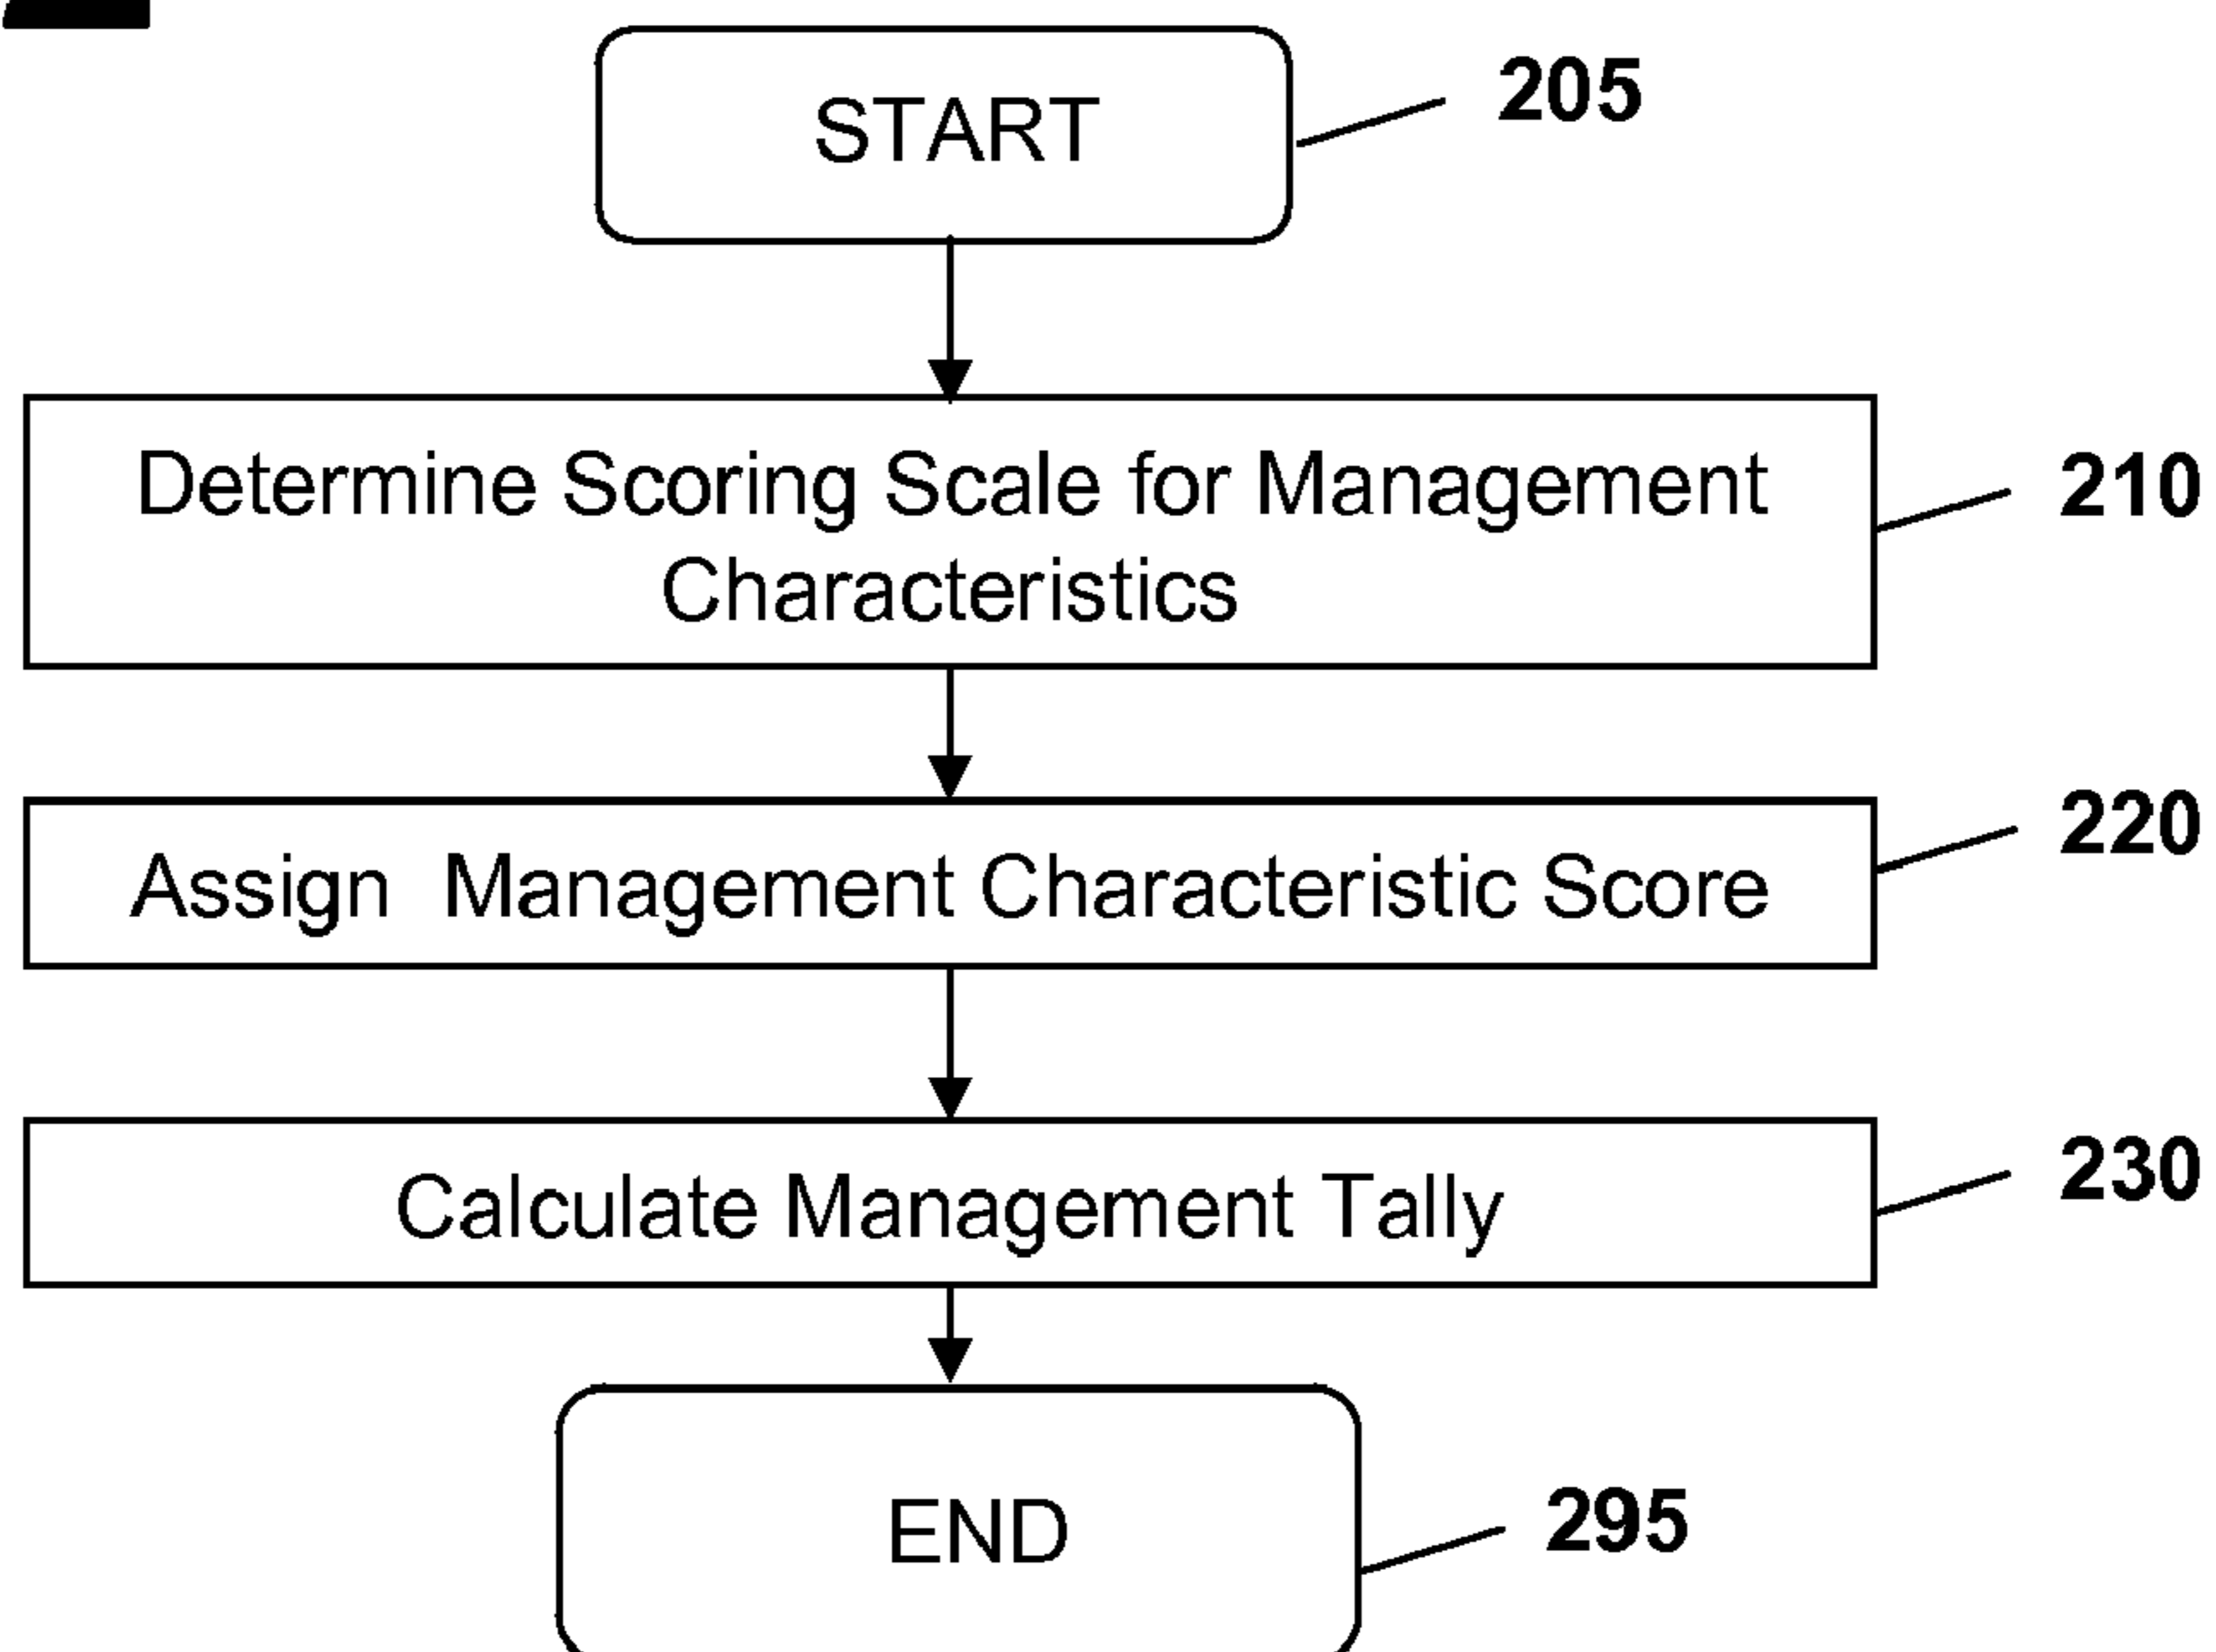 START
205
Determine Scoring Scale for Management
Characteristics
210
Assign Management Characteristic Score
220
Calculate Management Tally
230
END
295